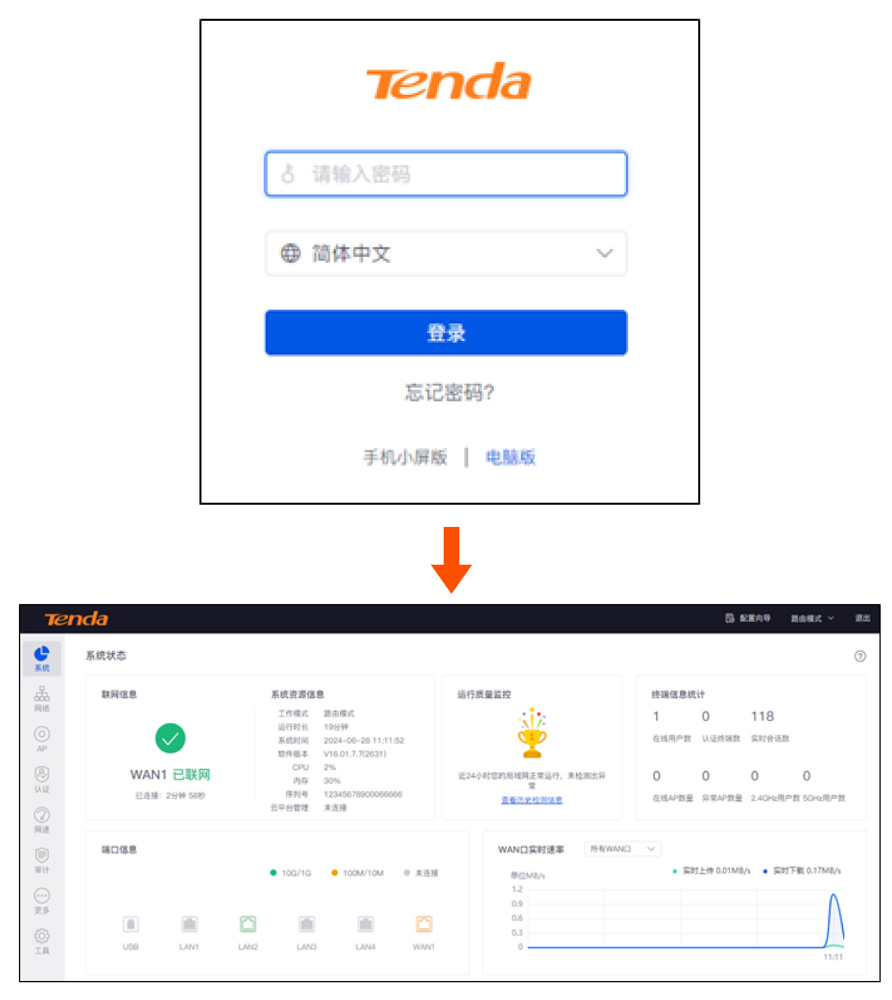 Tenda
请输入密码
简体中文
登录
忘记密码?
手机小屏版 | 电脑版
Tenda
配置向导 路由模式 退出
系统
网络
AP
认证
网速
审计
更多
工具
系统状态
联网信息
WAN1 已联网
已连接: 2分钟 58秒
系统资源信息
工作模式 路由模式
运行时长 19分钟
系统时间 2024-06-28 11:11:52
软件版本 V16.01.7.7(2631)
CPU 2%
内存 30%
序列号 12345678900066666
云平台管理 未连接
运行质量监控
1
近24小时您的局域网正常运行，未检测出异
常
查看历史检测信息
终端信息统计
1 0 118
在线用户数 认证终端数 实时会话数
0 0 0 0
在线AP数量 异常AP数量 2.4GHz用户数 5GHz用户数
端口信息
10G/1G 100M/10M 未连接
USB LAN1 LAN2 LAN3 LAN4 WAN1
WAN口实时速率 所有WAN口
实时上传 0.01MB/s 实时下载 0.17MB/s
单位MB/s
1.2
0.9
0.6
0.3
0
11:11